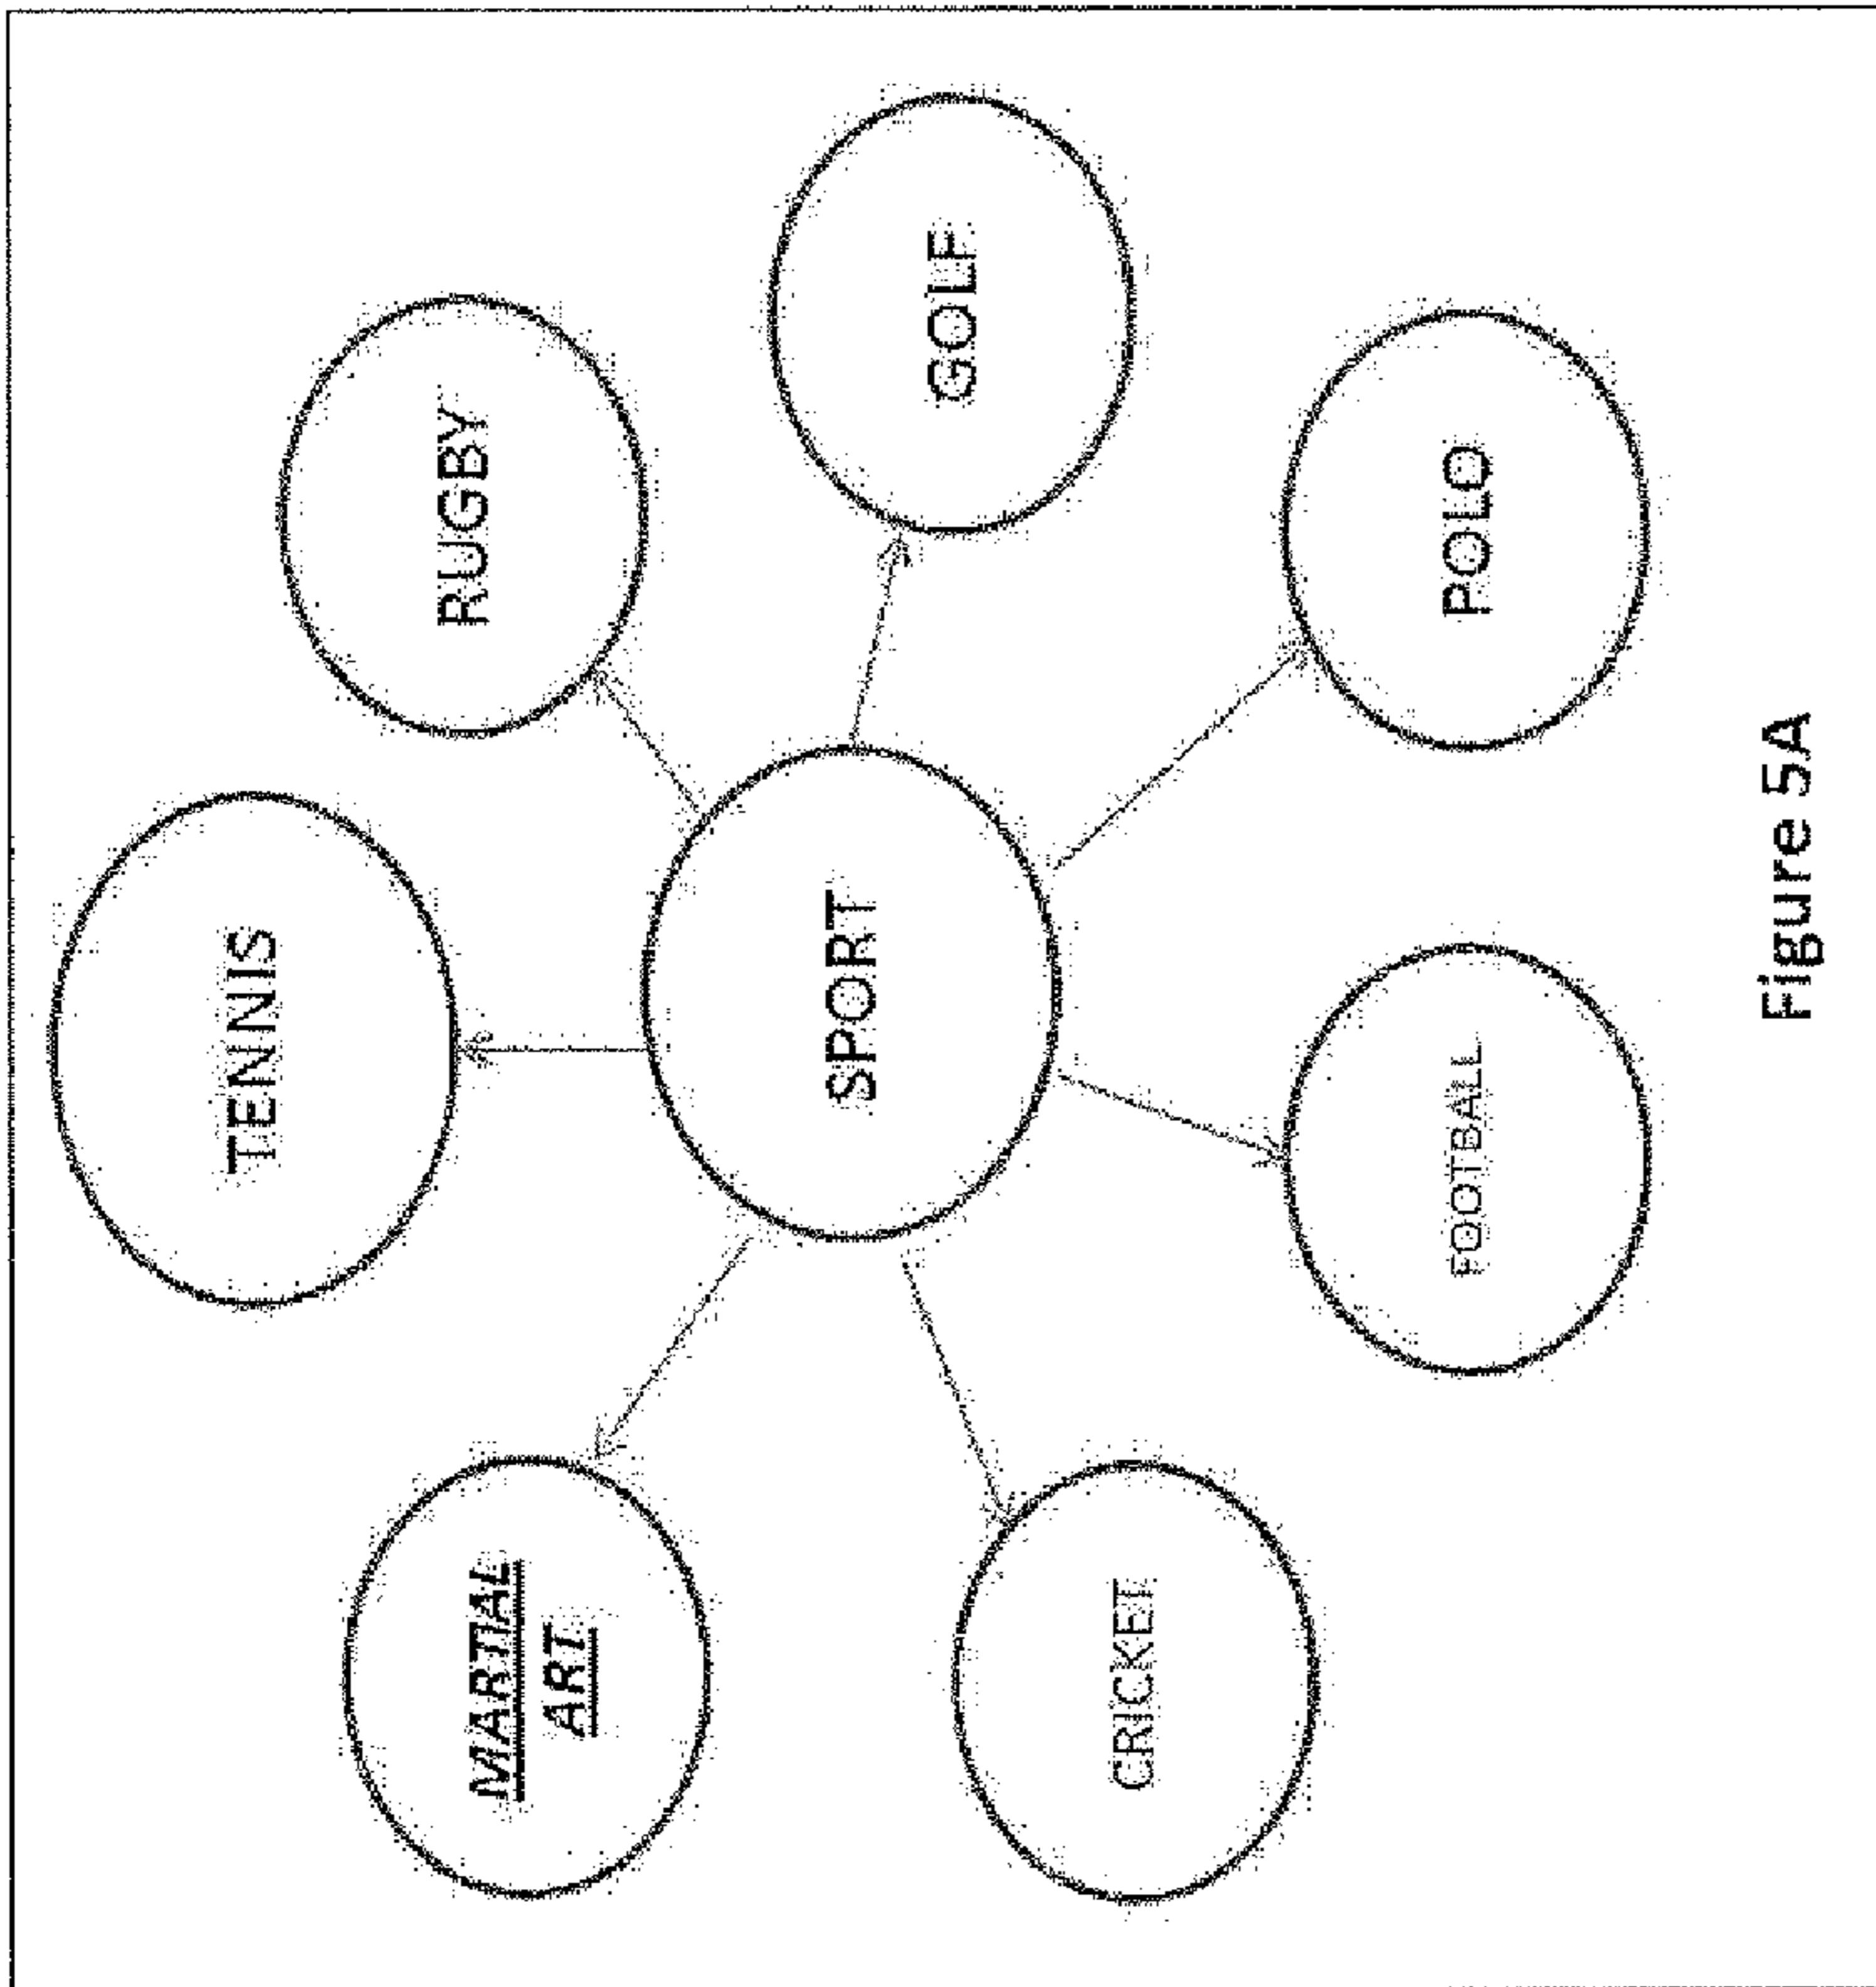 TENNIS
RUGBY
MARTIAL
ART
SPORT
GOLF
CRICKET
FOOTBALL
POLO
Figure 5A